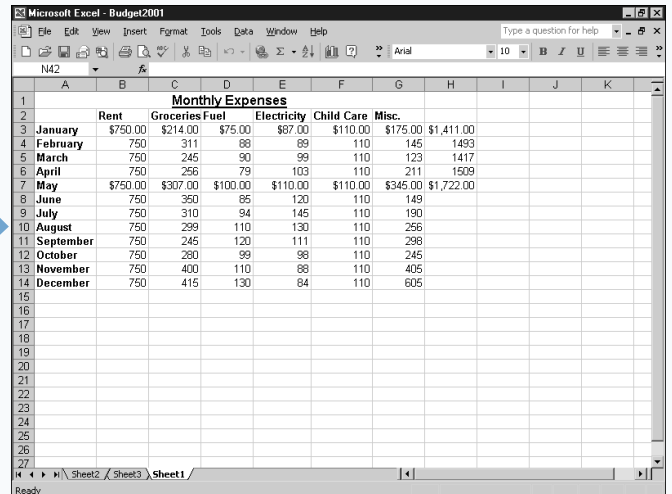 Microsoft Excel - Budget2001
File Edit View Insert Format Tools Data Window Help Type a question for help
Arial 10 B I U
N42 fx
A B C D E F G H I J K
1 Monthly Expenses
2 Rent Groceries Fuel Electricity Child Care Misc.
3 January $750.00 $214.00 $75.00 $87.00 $110.00 $175.00 $1,411.00
4 February 750 311 88 89 110 145 1493
5 March 750 245 90 99 110 123 1417
6 April 750 256 79 103 110 211 1509
7 May $750.00 $307.00 $100.00 $110.00 $110.00 $345.00 $1,722.00
8 June 750 350 85 120 110 149
9 July 750 310 94 145 110 190
10 August 750 299 110 130 110 256
11 September 750 245 120 111 110 298
12 October 750 280 99 98 110 245
13 November 750 400 110 88 110 405
14 December 750 415 130 84 110 605
15
16
17
18
19
20
21
22
23
24
25
26
27
Sheet2 Sheet3 Sheet1
Ready